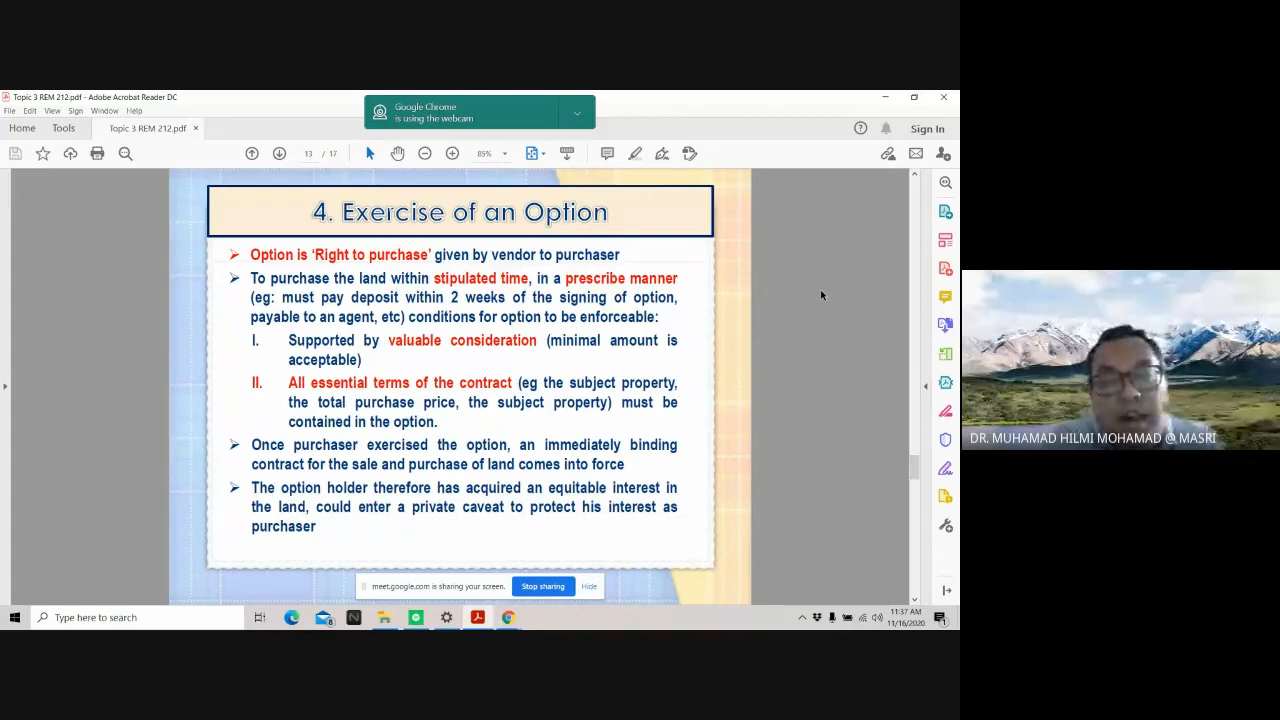 Topic 3 REM 212.pdf - Adobe Acrobat Reader DC
File Edit View Sign Window Help
Google Chrome
is using the webcam
Home Tools Topic 3 REM 212.pdf × Sign In
13 / 17 85%
4. Exercise of an Option
➢ Option is ‘Right to purchase’ given by vendor to purchaser
➢ To purchase the land within stipulated time, in a prescribe manner
(eg: must pay deposit within 2 weeks of the signing of option,
payable to an agent, etc) conditions for option to be enforceable:
I. Supported by valuable consideration (minimal amount is
acceptable)
II. All essential terms of the contract (eg the subject property,
the total purchase price, the subject property) must be
contained in the option.
➢ Once purchaser exercised the option, an immediately binding
contract for the sale and purchase of land comes into force
➢ The option holder therefore has acquired an equitable interest in
the land, could enter a private caveat to protect his interest as
purchaser
DR. MUHAMAD HILMI MOHAMAD @ MASRI
meet.google.com is sharing your screen. Stop sharing Hide
Type here to search
8
11:37 AM
11/16/2020
1